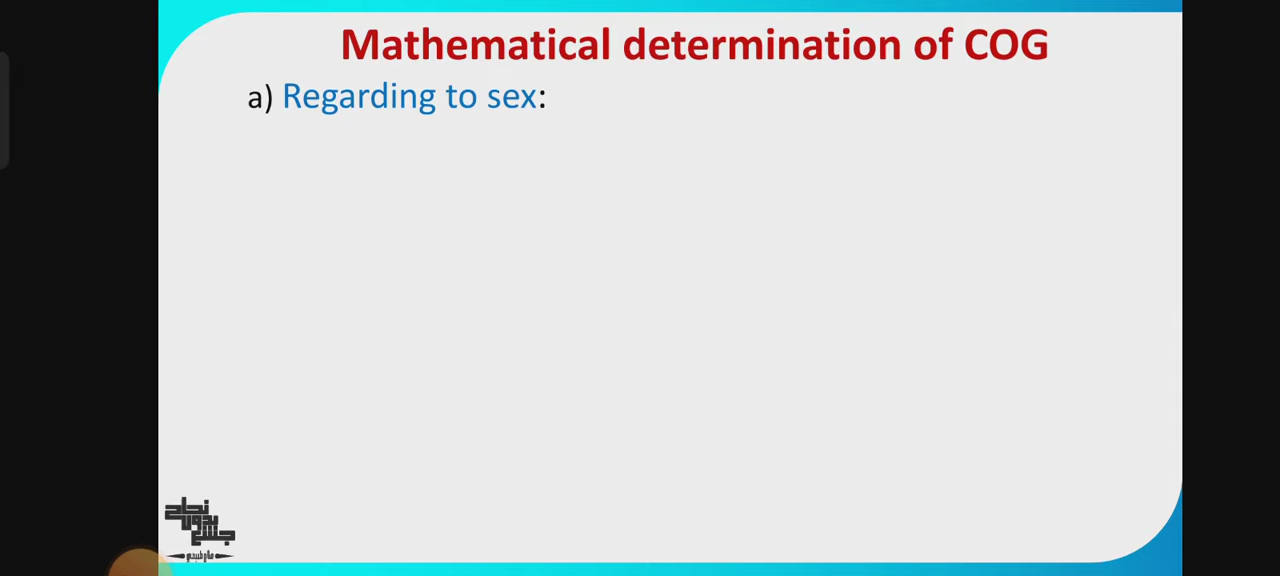 Mathematical determination of COG
a) Regarding to sex: